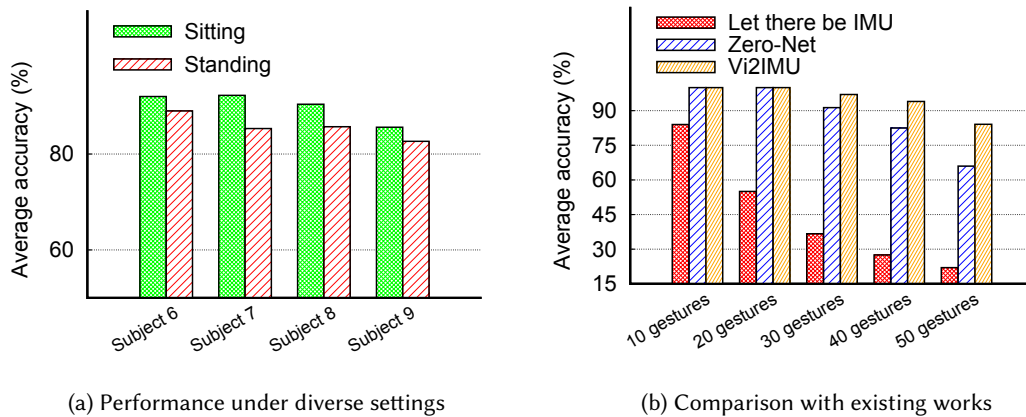 Average accuracy (%)
Sitting
Standing
80
60
Subject 6
Subject 7
Subject 8
Subject 9
(a) Performance under diverse settings
Average accuracy (%)
Let there be IMU
Zero-Net
Vi2IMU
90
75
60
45
30
15
10 gestures
20 gestures
30 gestures
40 gestures
50 gestures
(b) Comparison with existing works